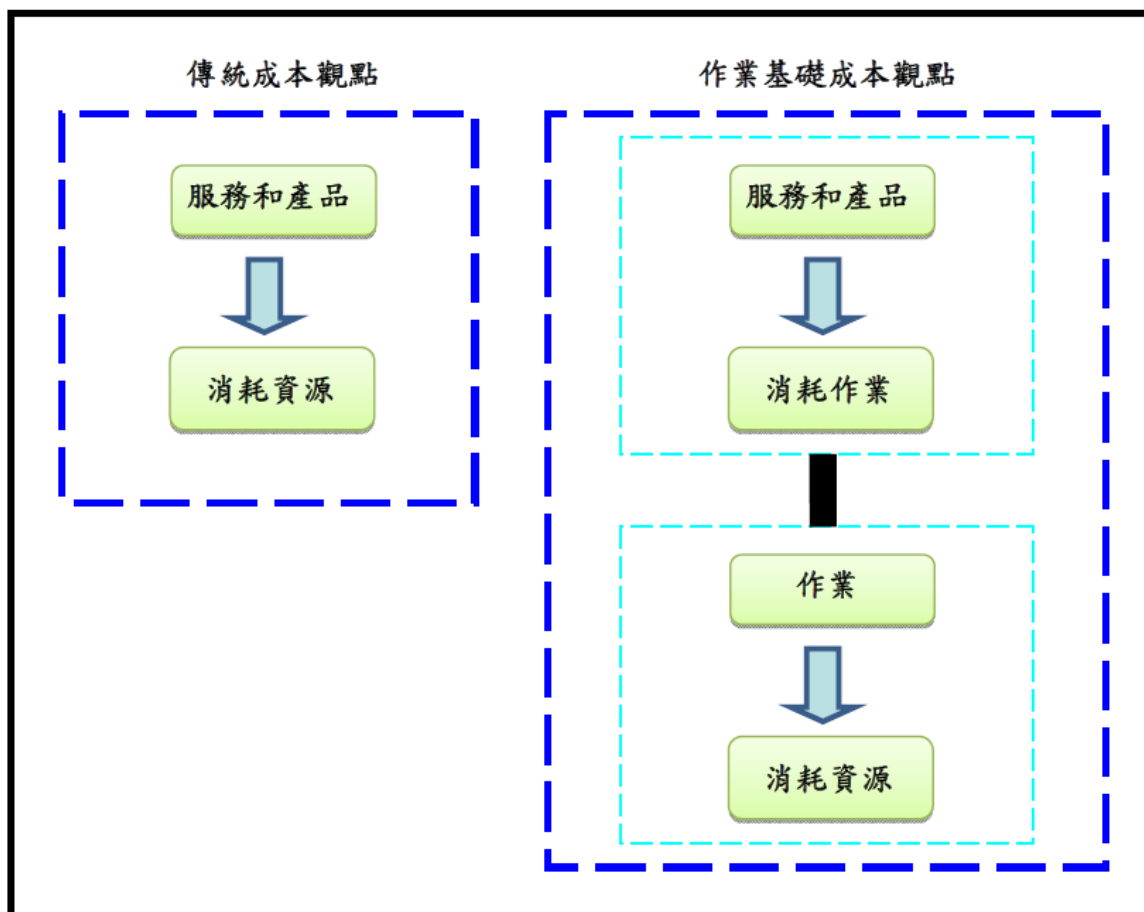 傳統成本觀點
服務和產品
消耗資源
作業基礎成本觀點
服務和產品
消耗作業
作業
消耗資源